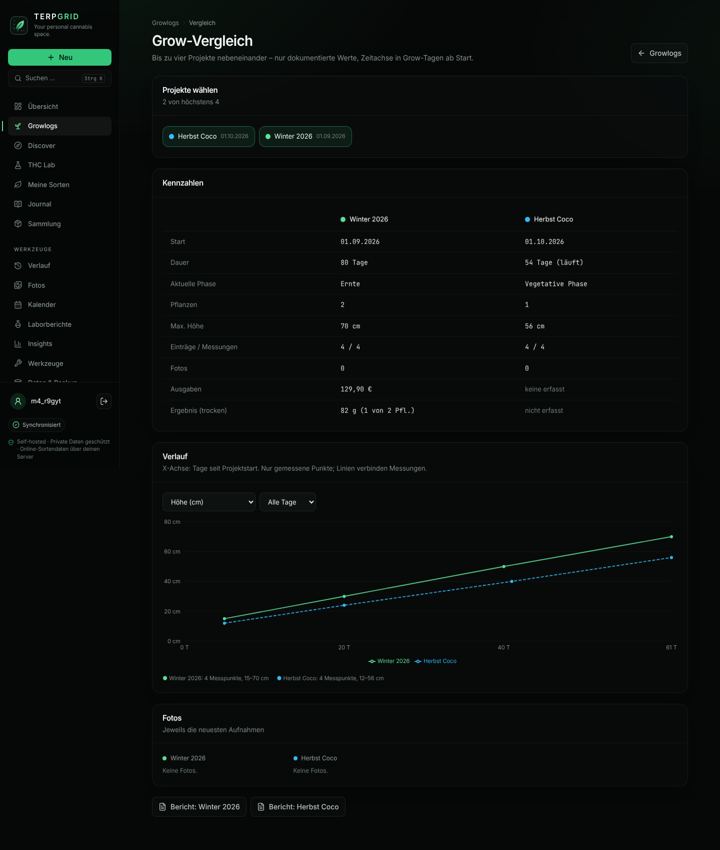 TERPGRID
Your personal cannabis
space.
+ Neu
Suchen ... Strg K
Übersicht
Growlogs
Discover
THC Lab
Meine Sorten
Journal
Sammlung
WERKZEUGE
Verlauf
Fotos
Kalender
Laborberichte
Insights
Werkzeuge
Daten & Backup
m4_r9gyt
Synchronisiert
Self-hosted · Private Daten geschützt
· Online-Sortendaten über deinen
Server
Growlogs › Vergleich
Grow-Vergleich
Bis zu vier Projekte nebeneinander – nur dokumentierte Werte, Zeitachse in Grow-Tagen ab Start.
← Growlogs
Projekte wählen
2 von höchstens 4
Herbst Coco 01.10.2026 Winter 2026 01.09.2026
Kennzahlen
Winter 2026 Herbst Coco
Start 01.09.2026 01.10.2026
Dauer 80 Tage 54 Tage (läuft)
Aktuelle Phase Ernte Vegetative Phase
Pflanzen 2 1
Max. Höhe 70 cm 56 cm
Einträge / Messungen 4 / 4 4 / 4
Fotos 0 0
Ausgaben 129,90 € keine erfasst
Ergebnis (trocken) 82 g (1 von 2 Pfl.) nicht erfasst
Verlauf
X-Achse: Tage seit Projektstart. Nur gemessene Punkte; Linien verbinden Messungen.
Höhe (cm) Alle Tage
80 cm
60 cm
40 cm
20 cm
0 cm
0 T 20 T 40 T 61 T
Winter 2026 Herbst Coco
Winter 2026: 4 Messpunkte, 15–70 cm Herbst Coco: 4 Messpunkte, 12–56 cm
Fotos
Jeweils die neuesten Aufnahmen
Winter 2026 Herbst Coco
Keine Fotos. Keine Fotos.
Bericht: Winter 2026 Bericht: Herbst Coco